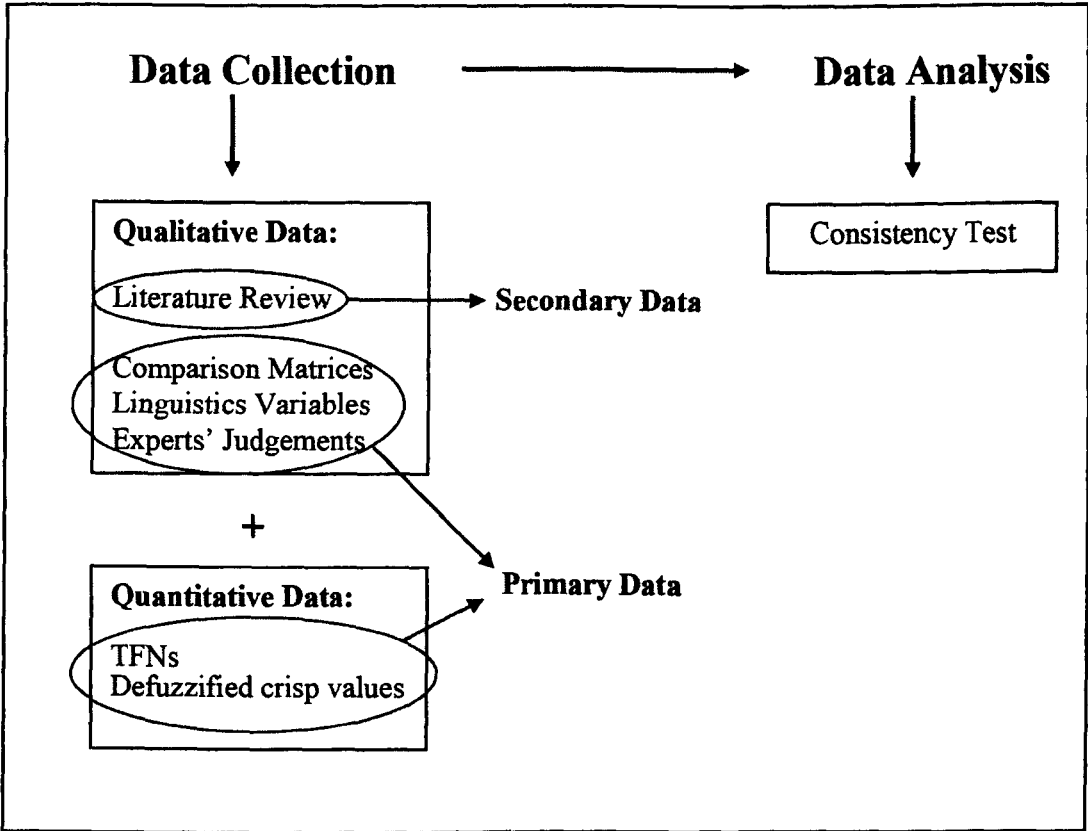 Data Collection
Data Analysis
Qualitative Data:
Literature Review
Secondary Data
Comparison Matrices
Linguistics Variables
Experts' Judgements
+
Quantitative Data:
TFNs
Defuzzified crisp values
Primary Data
Consistency Test